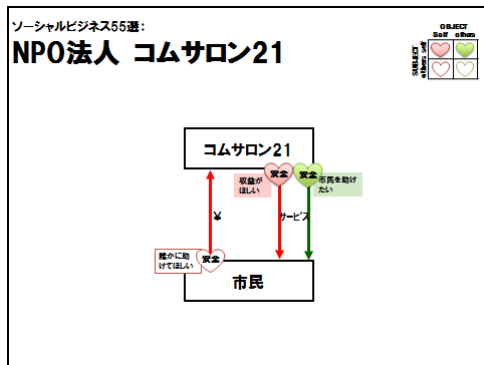 ソーシャルビジネス55選：
NPO法人 コムサロン21
OBJECT
Self others
SUBJECT
others self
コムサロン21
収益が
ほしい
安全
安全
市民を助け
たい
¥
サービス
誰かに助
けてほしい
安全
市民